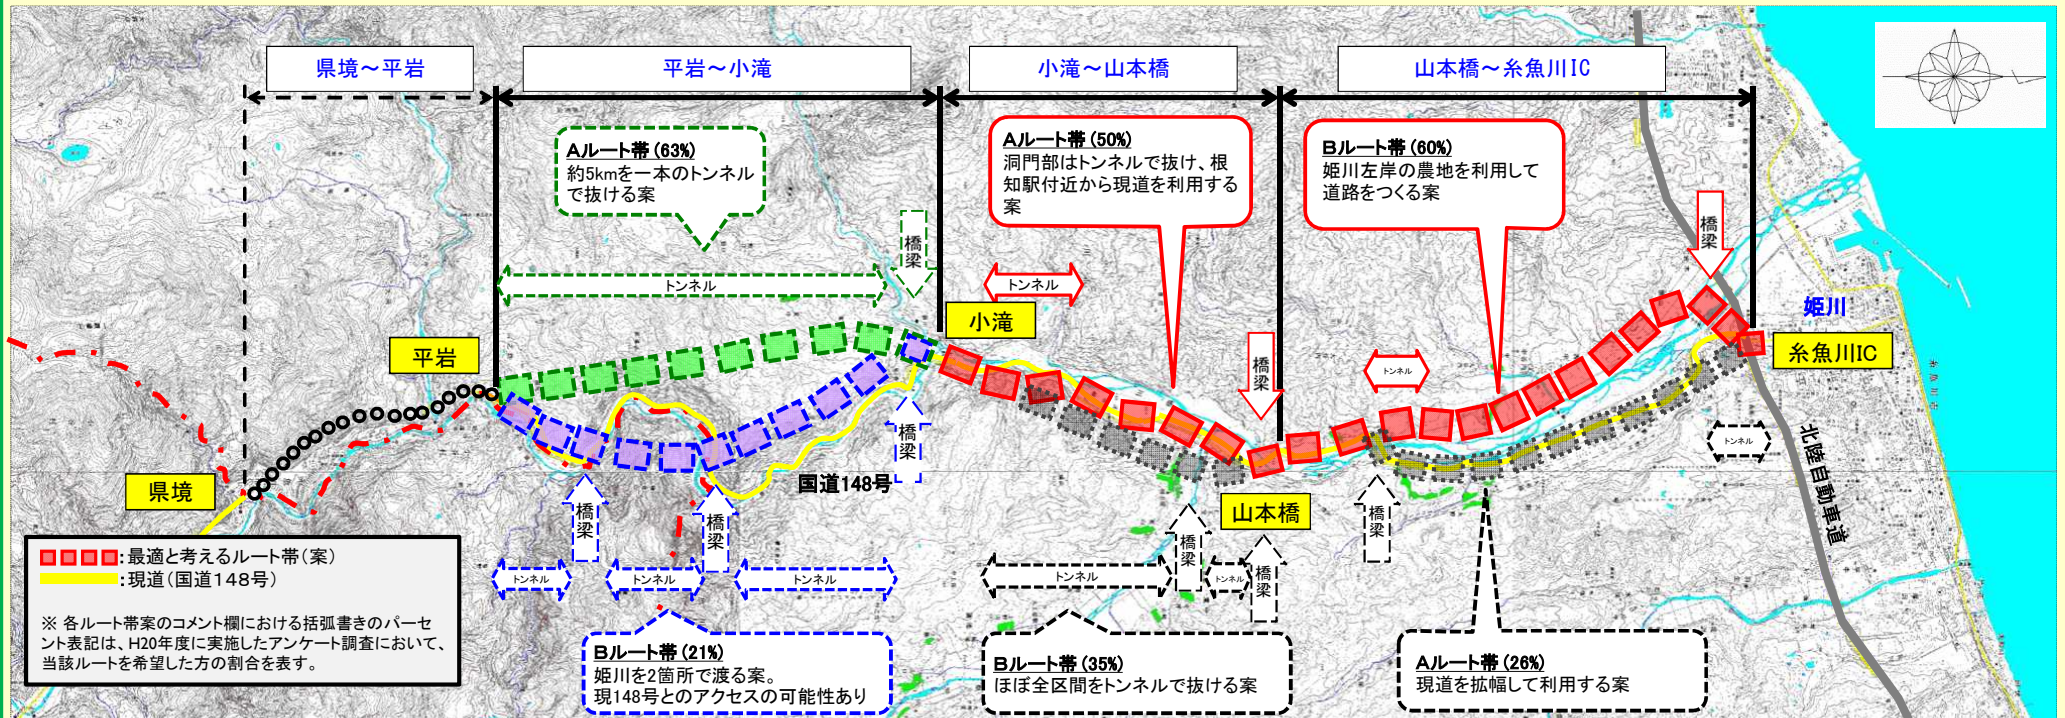 県境～平岩
平岩～小滝
小滝～山本橋
山本橋～糸魚川IC
Aルート帯(63%)
約5kmを一本のトンネル
で抜ける案
Aルート帯(50%)
洞門部はトンネルで抜け、根
知駅付近から現道を利用する
案
Bルート帯(60%)
姫川左岸の農地を利用して
道路をつくる案
橋梁
橋梁
トンネル
トンネル
小滝
姫川
平岩
橋梁
トンネル
糸魚川IC
橋梁
トンネル
国道148号
県境
山本橋
北陸自動車道
橋梁
橋梁
橋梁
橋梁
橋梁
トンネル
トンネル
トンネル
トンネル
トンネル
:最適と考えるルート帯(案)
:現道(国道148号)
※ 各ルート帯案のコメント欄における括弧書きのパーセ
ント表記は、H20年度に実施したアンケート調査において、
当該ルートを希望した方の割合を表す。
Bルート帯(21%)
姫川を2箇所で渡る案。
現148号とのアクセスの可能性あり
Bルート帯(35%)
ほぼ全区間をトンネルで抜ける案
Aルート帯(26%)
現道を拡幅して利用する案